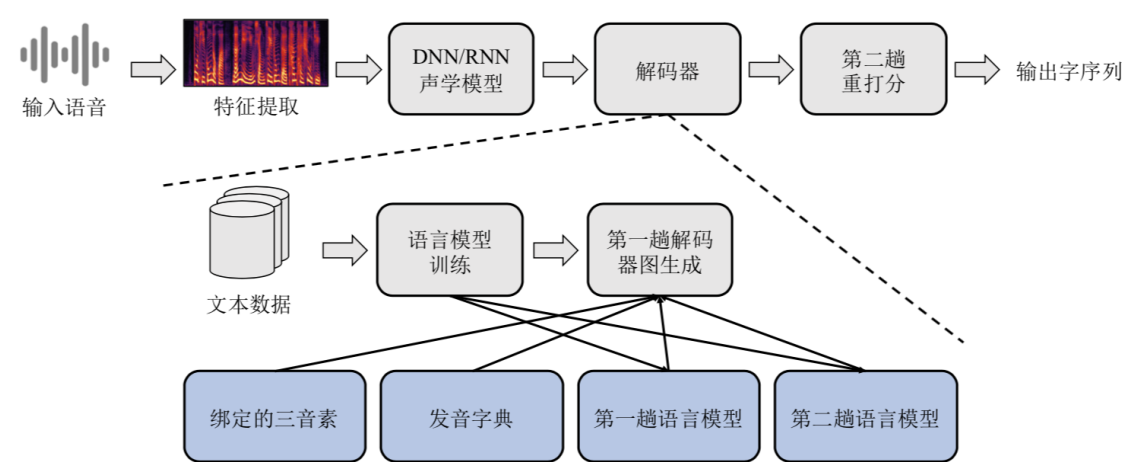 DNN/RNN
声学模型
解码器
第二趟
重打分
输出字序列
输入语音
特征提取
语言模型
训练
第一趟解码
器图生成
文本数据
绑定的三音素
发音字典
第一趟语言模型
第二趟语言模型